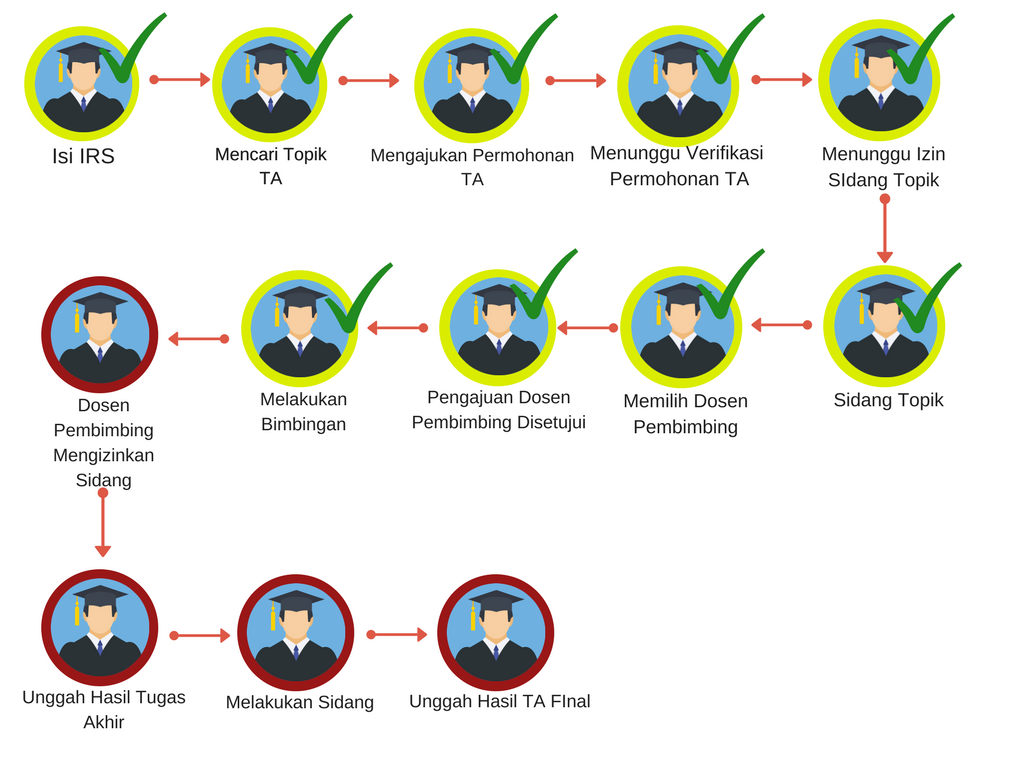 Isi IRS
Mencari Topik
TA
Mengajukan Permohonan
TA
Menunggu Verifikasi
Permohonan TA
Menunggu Izin
SIdang Topik
Sidang Topik
Memilih Dosen
Pembimbing
Pengajuan Dosen
Pembimbing Disetujui
Melakukan
Bimbingan
Dosen
Pembimbing
Mengizinkan
Sidang
Unggah Hasil Tugas
Akhir
Melakukan Sidang
Unggah Hasil TA FInal